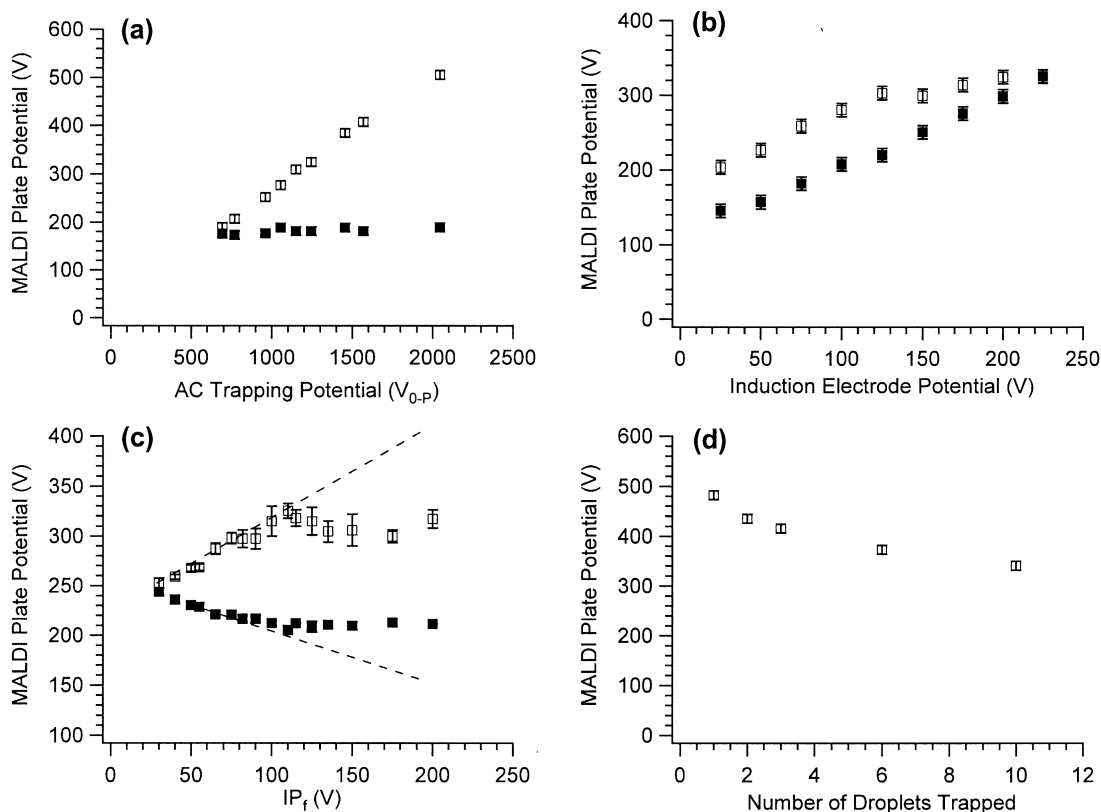 (a)
MALDI Plate Potential (V)
600
500
400
300
200
100
0
0 500 1000 1500 2000 2500
AC Trapping Potential (V0-P)
(b)
MALDI Plate Potential (V)
400
300
200
100
0
0 50 100 150 200 250
Induction Electrode Potential (V)
(c)
MALDI Plate Potential (V)
400
350
300
250
200
150
100
0 50 100 150 200 250
IPf (V)
(d)
MALDI Plate Potential (V)
600
500
400
300
200
100
0
0 2 4 6 8 10 12
Number of Droplets Trapped